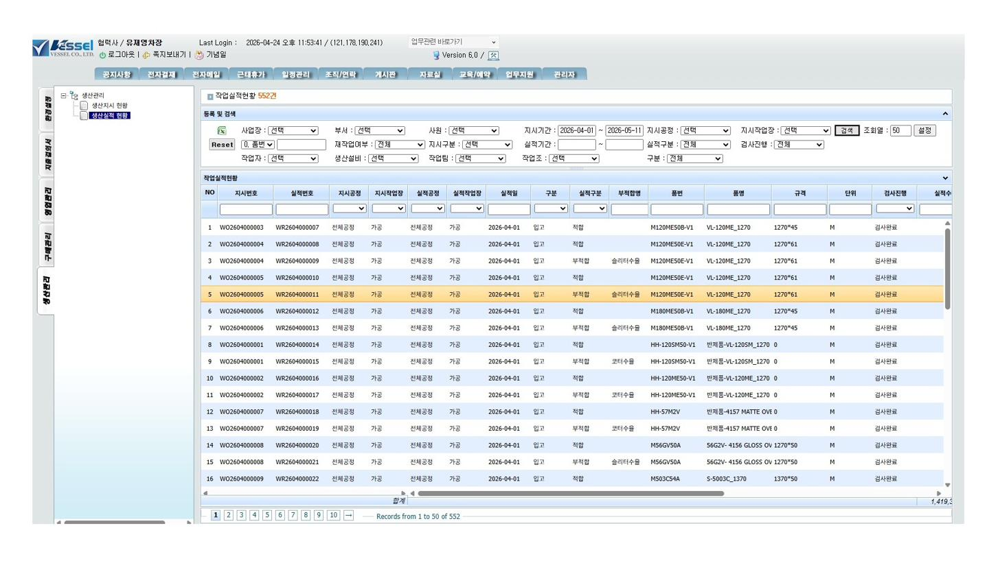 Vessel
VESSEL CO., LTD.
협력사 / 유재영차장
Last Login : 2026-04-24 오후 11:53:41 / (121,178,190,241)
업무관련 바로가기
로그아웃 | 쪽지보내기 | 기념일
Version 6,0 /
공지사항 전자결재 전자메일 근태휴가 일정관리 조직/연락 게시판 자료실 교육/예약 업무지원 관리자
환경설정
지출결의서
영업관리
구매관리
생산관리
생산관리
생산지시 현황
생산실적 현황
작업실적현황 552건
등록 및 검색
사업장 : 선택 부서 : 선택 사원 : 선택 지시기간 : 2026-04-01 ~ 2026-05-11 지시공정 : 선택 지시작업장 : 선택 검색 조회열 : 50 설정
Reset 0. 품번 재작업여부 : 전체 지시구분 : 선택 실적기간 : ~ 실적구분 : 전체 검사진행 : 전체
작업자 : 선택 생산설비 : 선택 작업팀 : 선택 작업조 : 선택 구분 : 전체
작업실적현황
NO 지시번호 실적번호 지시공정 지시작업장 실적공정 실적작업장 실적일 구분 실적구분 부적합명 품번 품명 규격 단위 검사진행 실적수
1 WO2604000003 WR2604000007 전체공정 가공 전체공정 가공 2026-04-01 입고 적합 M120ME50B-V1 VL-120ME_1270 1270*45 M 검사완료
2 WO2604000004 WR2604000008 전체공정 가공 전체공정 가공 2026-04-01 입고 적합 M120ME50E-V1 VL-120ME_1270 1270*61 M 검사완료
3 WO2604000004 WR2604000009 전체공정 가공 전체공정 가공 2026-04-01 입고 부적합 슬리터수율 M120ME50E-V1 VL-120ME_1270 1270*61 M 검사완료
4 WO2604000005 WR2604000010 전체공정 가공 전체공정 가공 2026-04-01 입고 적합 M120ME50E-V1 VL-120ME_1270 1270*61 M 검사완료
5 WO2604000005 WR2604000011 전체공정 가공 전체공정 가공 2026-04-01 입고 부적합 슬리터수율 M120ME50E-V1 VL-120ME_1270 1270*61 M 검사완료
6 WO2604000006 WR2604000012 전체공정 가공 전체공정 가공 2026-04-01 입고 적합 M180ME50B-V1 VL-180ME_1270 1270*45 M 검사완료
7 WO2604000006 WR2604000013 전체공정 가공 전체공정 가공 2026-04-01 입고 부적합 슬리터수율 M180ME50B-V1 VL-180ME_1270 1270*45 M 검사완료
8 WO2604000001 WR2604000014 전체공정 가공 전체공정 가공 2026-04-01 입고 적합 HH-120SM50-V1 반제품-VL-120SM_1270 0 M 검사완료
9 WO2604000001 WR2604000015 전체공정 가공 전체공정 가공 2026-04-01 입고 부적합 코터수율 HH-120SM50-V1 반제품-VL-120SM_1270 0 M 검사완료
10 WO2604000002 WR2604000016 전체공정 가공 전체공정 가공 2026-04-01 입고 적합 HH-120ME50-V1 반제품-VL-120ME_1270 0 M 검사완료
11 WO2604000002 WR2604000017 전체공정 가공 전체공정 가공 2026-04-01 입고 부적합 코터수율 HH-120ME50-V1 반제품-VL-120ME_1270 0 M 검사완료
12 WO2604000007 WR2604000018 전체공정 가공 전체공정 가공 2026-04-01 입고 적합 HH-57M2V 반제품-4157 MATTE OVE 0 M 검사완료
13 WO2604000007 WR2604000019 전체공정 가공 전체공정 가공 2026-04-01 입고 부적합 코터수율 HH-57M2V 반제품-4157 MATTE OVE 0 M 검사완료
14 WO2604000008 WR2604000020 전체공정 가공 전체공정 가공 2026-04-01 입고 적합 M56GV50A 56G2V- 4156 GLOSS OV 1270*50 M 검사완료
15 WO2604000008 WR2604000021 전체공정 가공 전체공정 가공 2026-04-01 입고 부적합 슬리터수율 M56GV50A 56G2V- 4156 GLOSS OV 1270*50 M 검사완료
16 WO2604000009 WR2604000022 전체공정 가공 전체공정 가공 2026-04-01 입고 적합 M503C54A S-5003C_1370 1370*50 M 검사완료
합계 1,419,3
1 2 3 4 5 6 7 8 9 10 → Records from 1 to 50 of 552